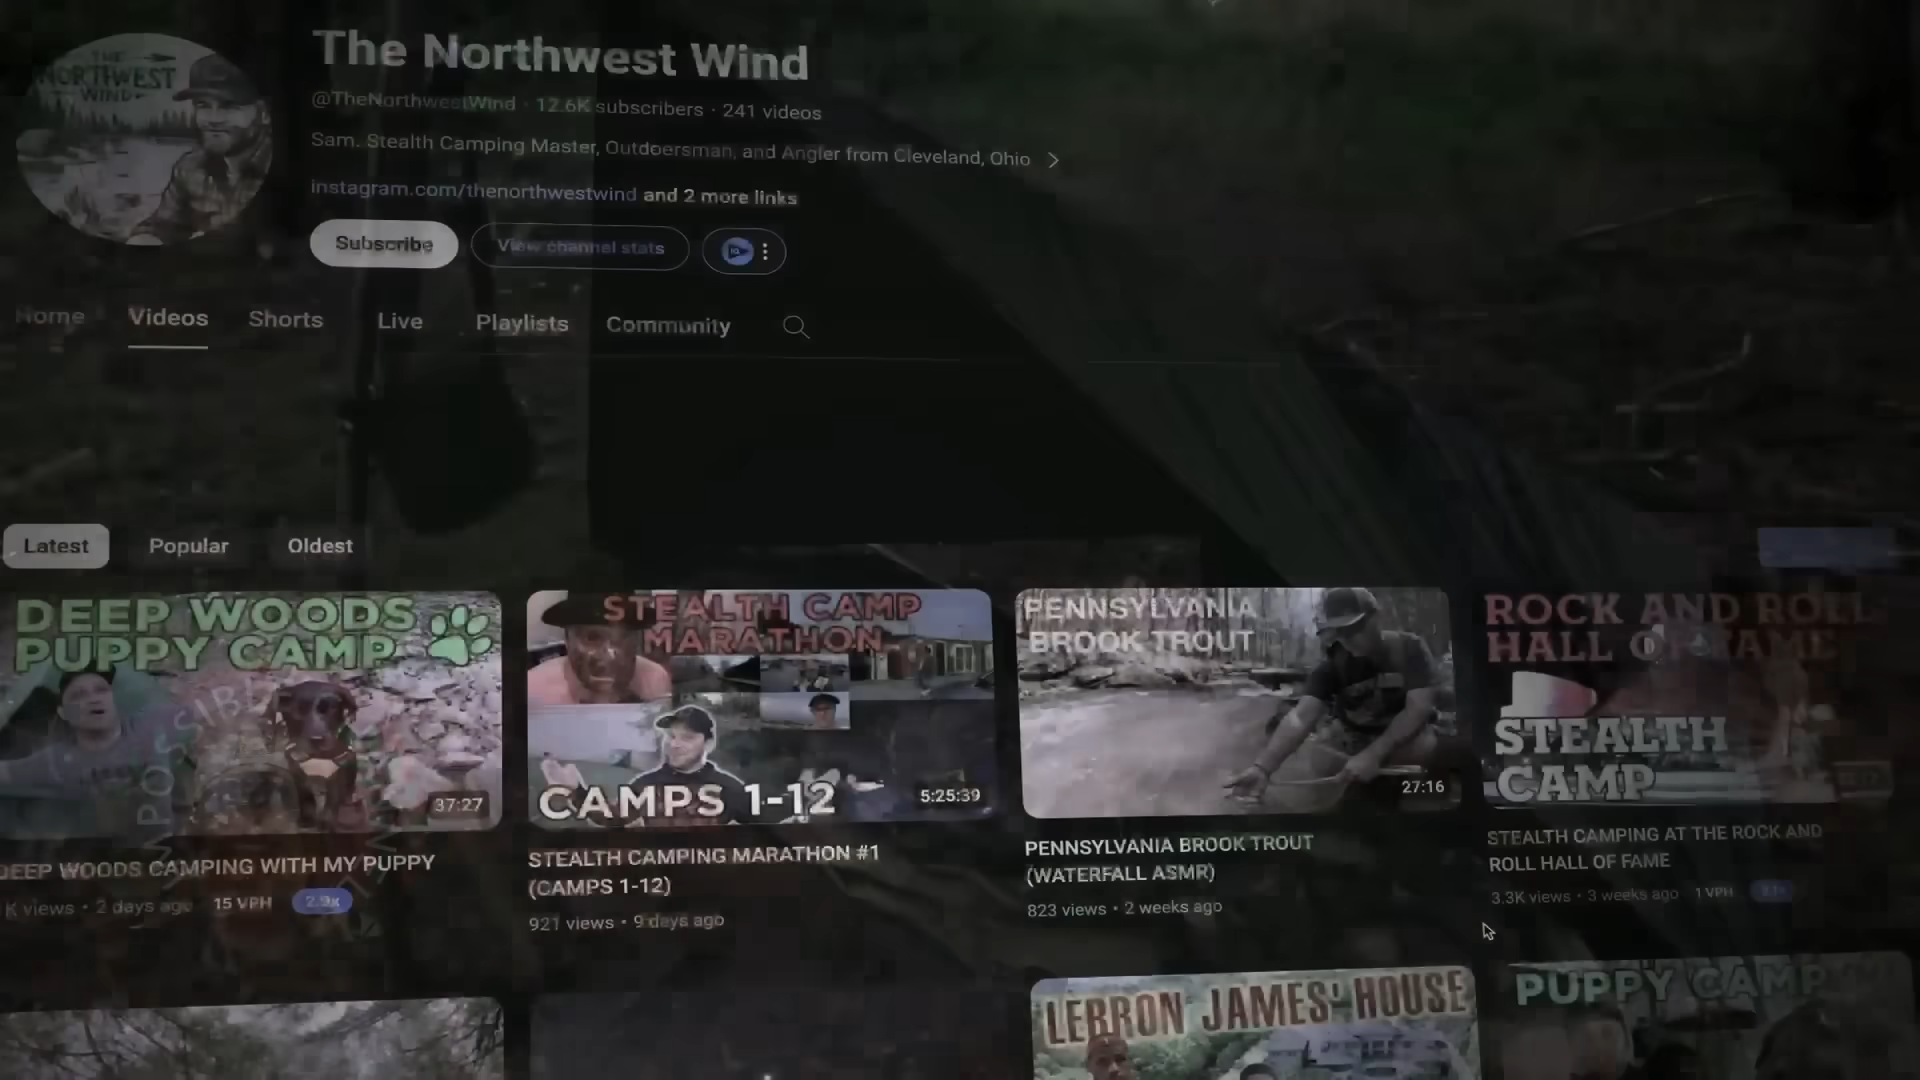 THE
NORTHWEST
WIND
The Northwest Wind
@TheNorthwestWind · 12.6K subscribers · 241 videos
Sam. Stealth Camping Master, Outdoersman, and Angler from Cleveland, Ohio
instagram.com/thenorthwestwind and 2 more links
Subscribe
View channel stats
Home
Videos
Shorts
Live
Playlists
Community
Latest
Popular
Oldest
DEEP WOODS
PUPPY CAMP
37:27
DEEP WOODS CAMPING WITH MY PUPPY
K views • 2 days ago 15 VPH 2.9x
STEALTH CAMP
MARATHON
CAMPS 1-12
5:25:39
STEALTH CAMPING MARATHON #1
(CAMPS 1-12)
921 views • 9 days ago
PENNSYLVANIA
BROOK TROUT
27:16
PENNSYLVANIA BROOK TROUT
(WATERFALL ASMR)
823 views • 2 weeks ago
ROCK AND ROLL
HALL OF FAME
STEALTH
CAMP
STEALTH CAMPING AT THE ROCK AND
ROLL HALL OF FAME
3.3K views • 3 weeks ago 1 VPH
LEBRON JAMES' HOUSE
PUPPY CAMP